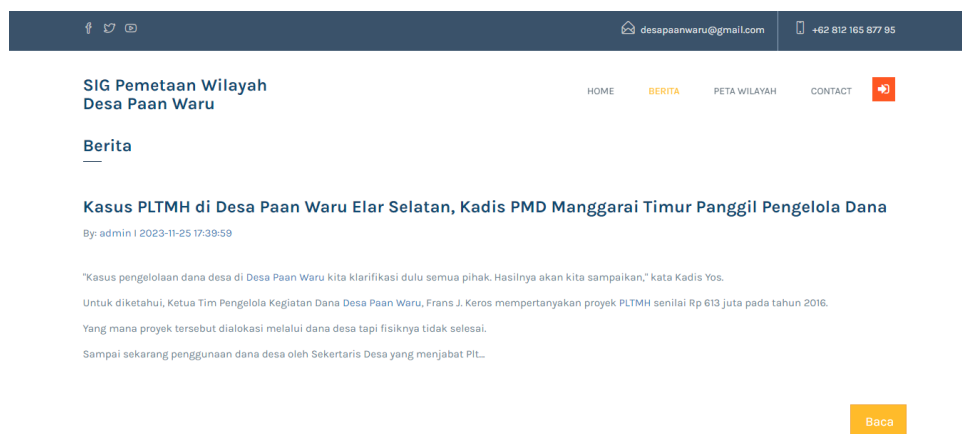 desapaanwaru@gmail.com
+62 812 165 877 95
SIG Pemetaan Wilayah
Desa Paan Waru
HOME BERITA PETA WILAYAH CONTACT
Berita
Kasus PLTMH di Desa Paan Waru Elar Selatan, Kadis PMD Manggarai Timur Panggil Pengelola Dana
By: admin I 2023-11-25 17:39:59
"Kasus pengelolaan dana desa di Desa Paan Waru kita klarifikasi dulu semua pihak. Hasilnya akan kita sampaikan," kata Kadis Yos.
Untuk diketahui, Ketua Tim Pengelola Kegiatan Dana Desa Paan Waru, Frans J. Keros mempertanyakan proyek PLTMH senilai Rp 613 juta pada tahun 2016.
Yang mana proyek tersebut dialokasi melalui dana desa tapi fisiknya tidak selesai.
Sampai sekarang penggunaan dana desa oleh Sekertaris Desa yang menjabat Plt...
Baca